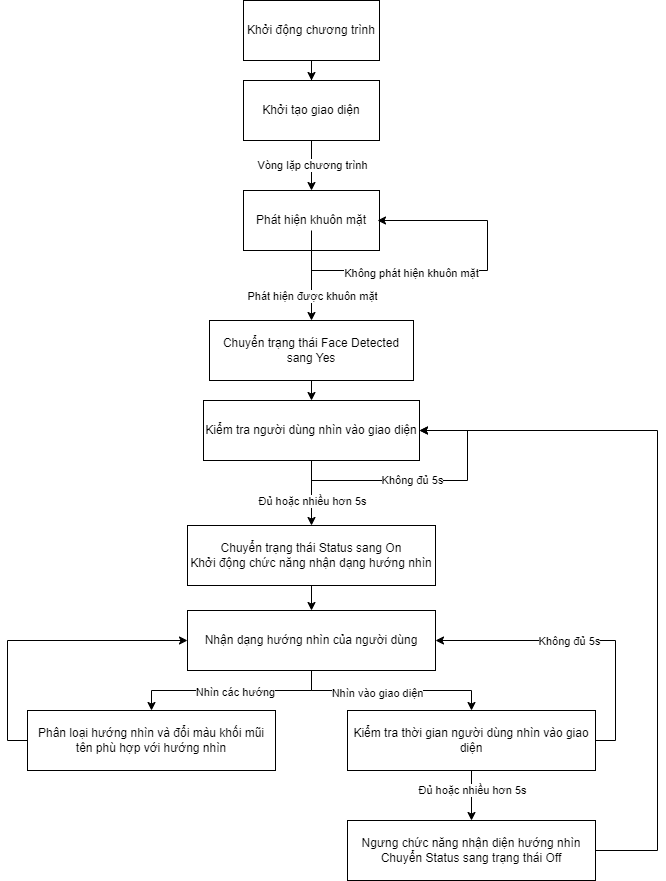 Khởi động chương trình
Khởi tạo giao diện
Vòng lặp chương trình
Phát hiện khuôn mặt
Không phát hiện khuôn mặt
Phát hiện được khuôn mặt
Chuyển trạng thái Face Detected
sang Yes
Kiểm tra người dùng nhìn vào giao diện
Không đủ 5s
Đủ hoặc nhiều hơn 5s
Chuyển trạng thái Status sang On
Khởi động chức năng nhận dạng hướng nhìn
Nhận dạng hướng nhìn của người dùng
Không đủ 5s
Nhìn các hướng
Nhìn vào giao diện
Phân loại hướng nhìn và đổi màu khối mũi
tên phù hợp với hướng nhìn
Kiểm tra thời gian người dùng nhìn vào giao
diện
Đủ hoặc nhiều hơn 5s
Ngưng chức năng nhận diện hướng nhìn
Chuyển Status sang trạng thái Off